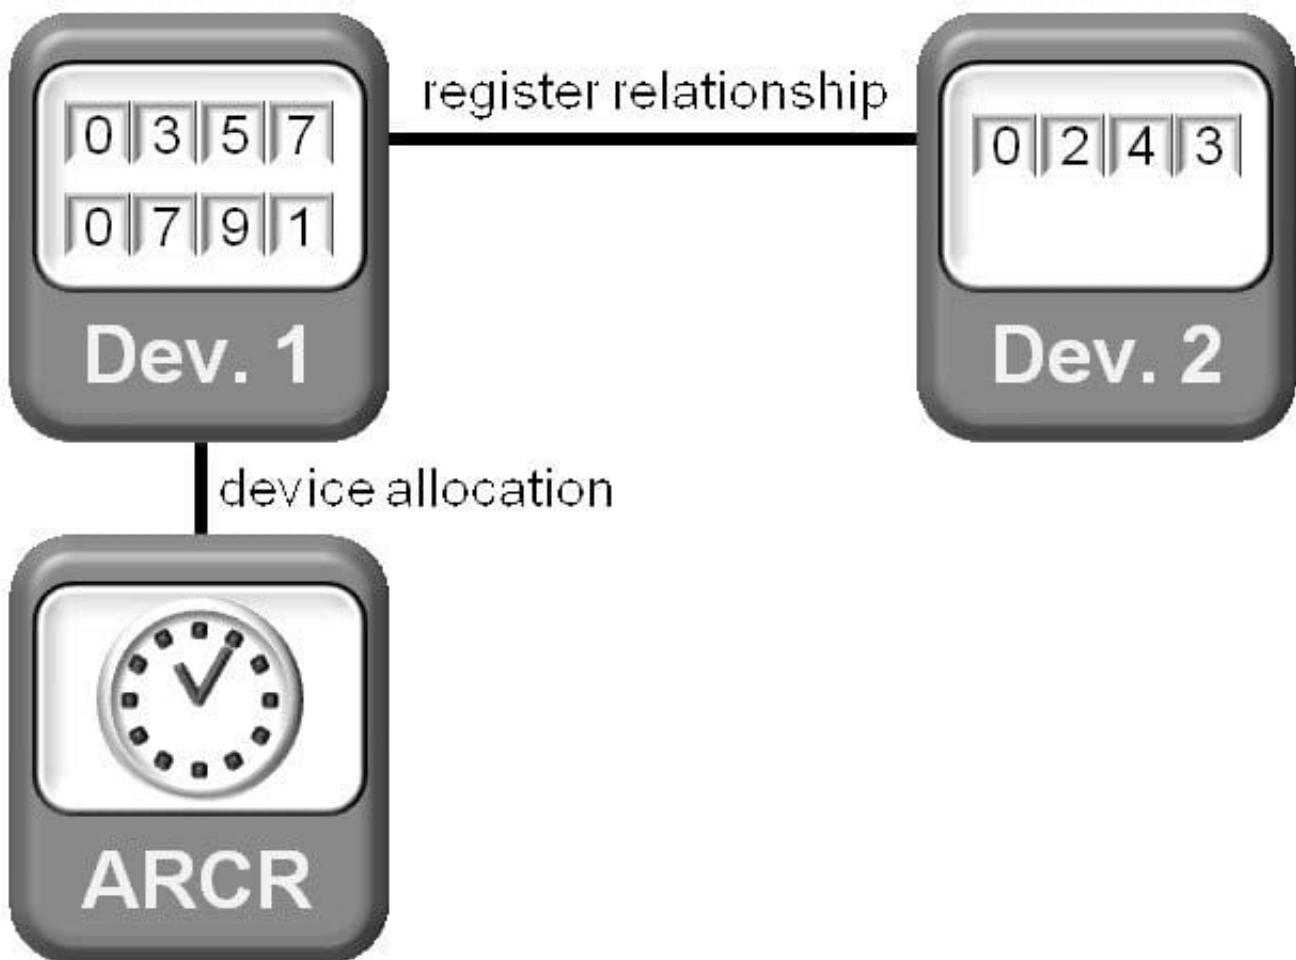 register relationship
0357
0243
0791
Dev. 1
Dev. 2
device allocation
ARCR